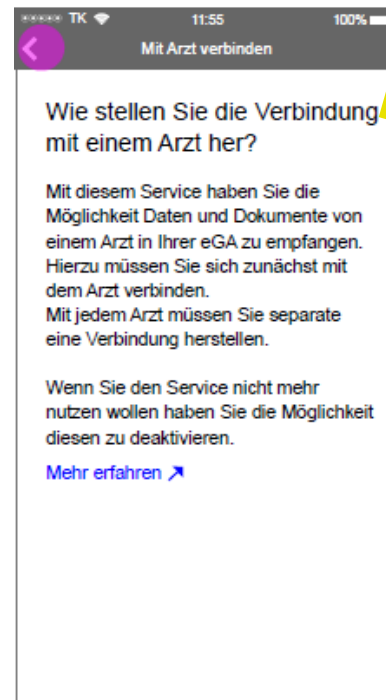 TK 11:55 100%
Mit Arzt verbinden
Wie stellen Sie die Verbindung
mit einem Arzt her?
Mit diesem Service haben Sie die
Möglichkeit Daten und Dokumente von
einem Arzt in Ihrer eGA zu empfangen.
Hierzu müssen Sie sich zunächst mit
dem Arzt verbinden.
Mit jedem Arzt müssen Sie separate
eine Verbindung herstellen.
Wenn Sie den Service nicht mehr
nutzen wollen haben Sie die Möglichkeit
diesen zu deaktivieren.
Mehr erfahren